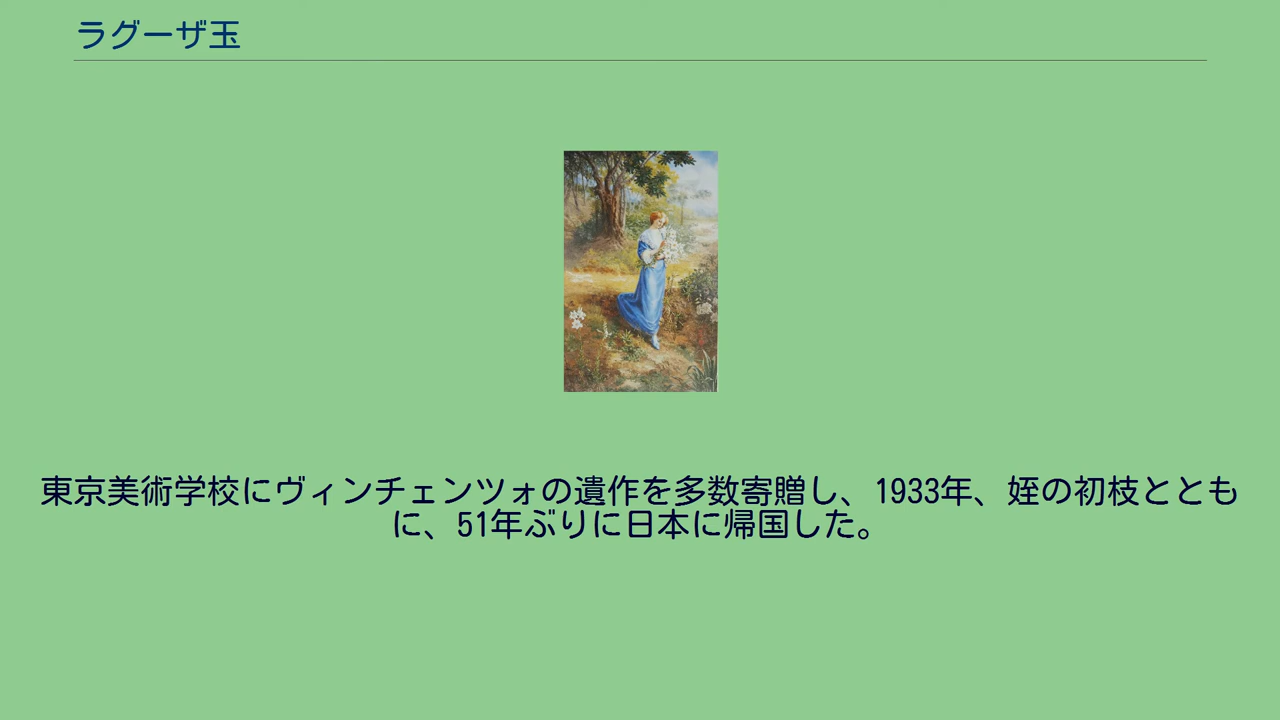 ラグーザ玉
東京美術学校にヴィンチェンツォの遺作を多数寄贈し、1933年、姪の初枝ととも
に、51年ぶりに日本に帰国した。